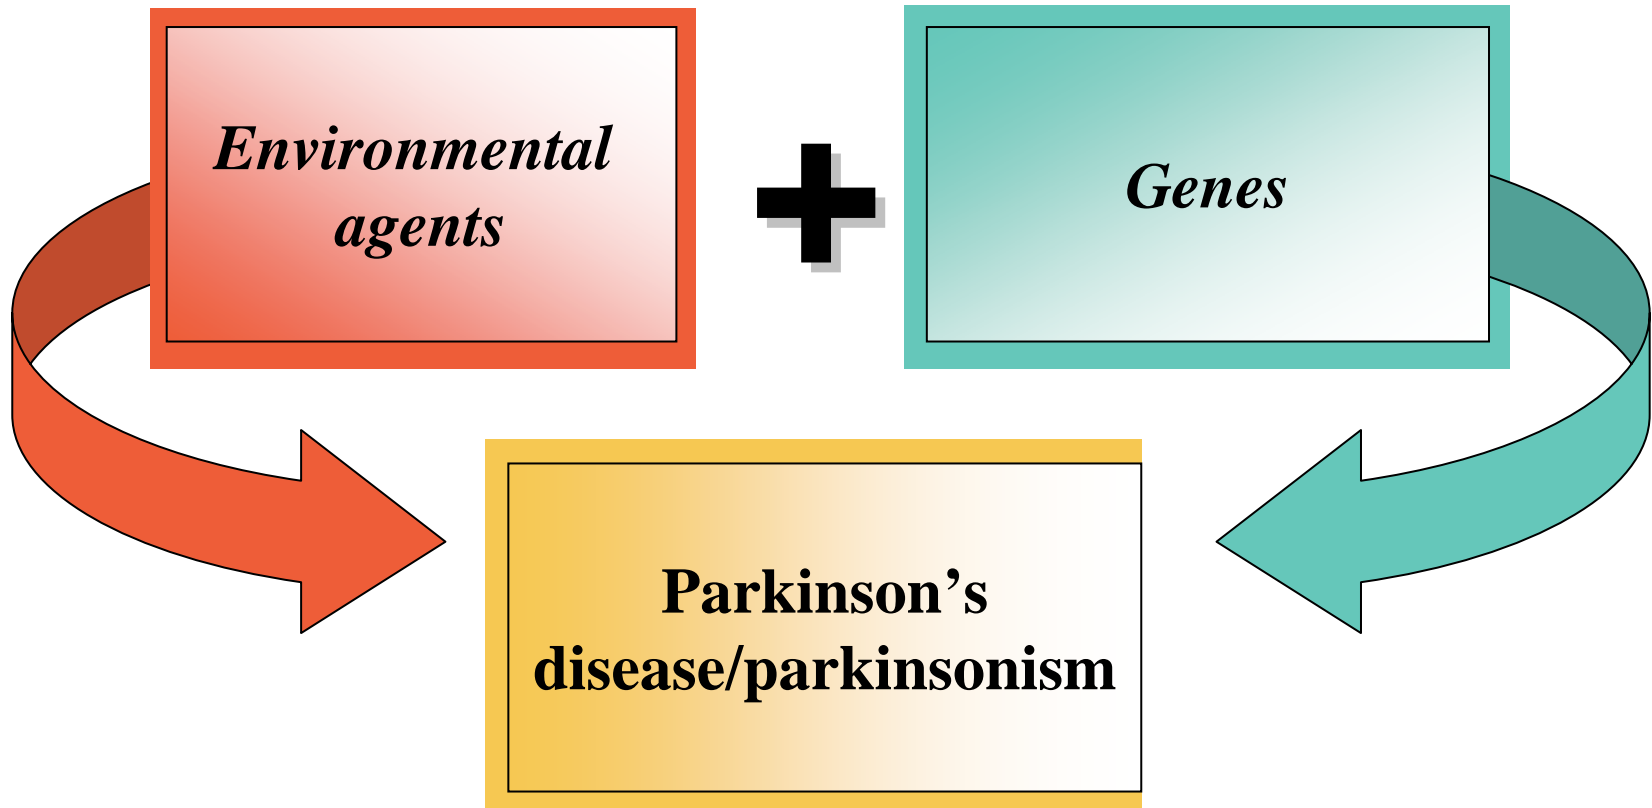 Environmental
agents
Genes
Parkinson’s
disease/parkinsonism